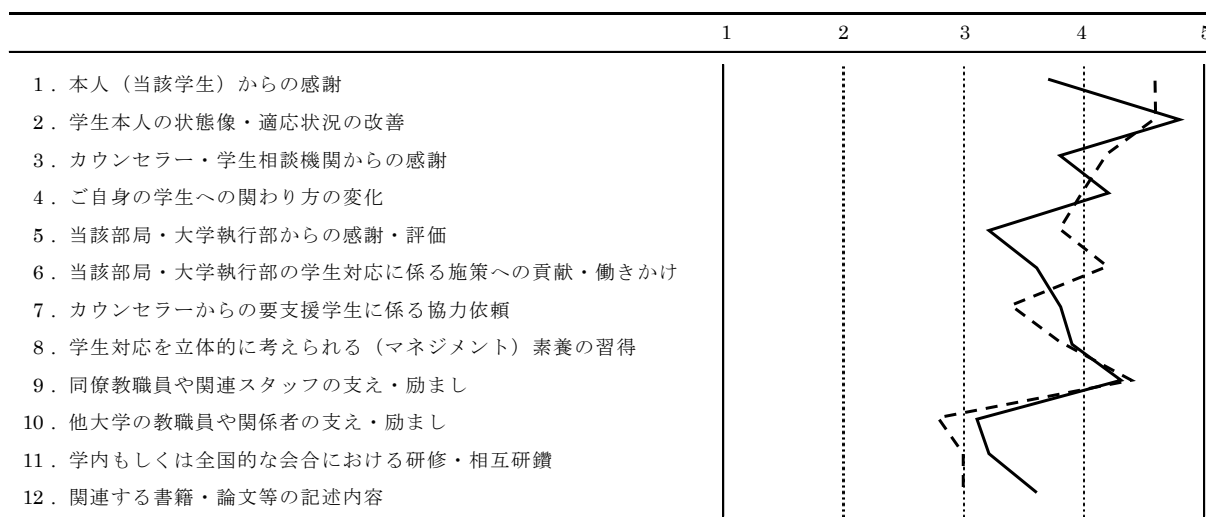 1 2 3 4 5
1．本人（当該学生）からの感謝
2．学生本人の状態像・適応状況の改善
3．カウンセラー・学生相談機関からの感謝
4．ご自身の学生への関わり方の変化
5．当該部局・大学執行部からの感謝・評価
6．当該部局・大学執行部の学生対応に係る施策への貢献・働きかけ
7．カウンセラーからの要支援学生に係る協力依頼
8．学生対応を立体的に考えられる（マネジメント）素養の習得
9．同僚教職員や関連スタッフの支え・励まし
10．他大学の教職員や関係者の支え・励まし
11．学内もしくは全国的な会合における研修・相互研鑽
12．関連する書籍・論文等の記述内容